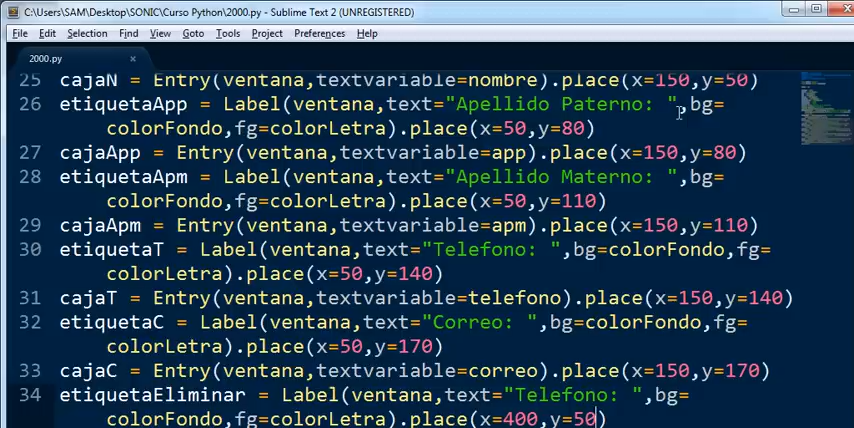 C:\Users\SAM\Desktop\SONIC\Curso Python\2000.py - Sublime Text 2 (UNREGISTERED)
File Edit Selection Find View Goto Tools Project Preferences Help
2000.py ×
25 cajaN = Entry(ventana,textvariable=nombre).place(x=150,y=50)
26 etiquetaApp = Label(ventana,text="Apellido Paterno: ",bg=
colorFondo,fg=colorLetra).place(x=50,y=80)
27 cajaApp = Entry(ventana,textvariable=app).place(x=150,y=80)
28 etiquetaApm = Label(ventana,text="Apellido Materno: ",bg=
colorFondo,fg=colorLetra).place(x=50,y=110)
29 cajaApm = Entry(ventana,textvariable=apm).place(x=150,y=110)
30 etiquetaT = Label(ventana,text="Telefono: ",bg=colorFondo,fg=
colorLetra).place(x=50,y=140)
31 cajaT = Entry(ventana,textvariable=telefono).place(x=150,y=140)
32 etiquetaC = Label(ventana,text="Correo: ",bg=colorFondo,fg=
colorLetra).place(x=50,y=170)
33 cajaC = Entry(ventana,textvariable=correo).place(x=150,y=170)
34 etiquetaEliminar = Label(ventana,text="Telefono: ",bg=
colorFondo,fg=colorLetra).place(x=400,y=50)